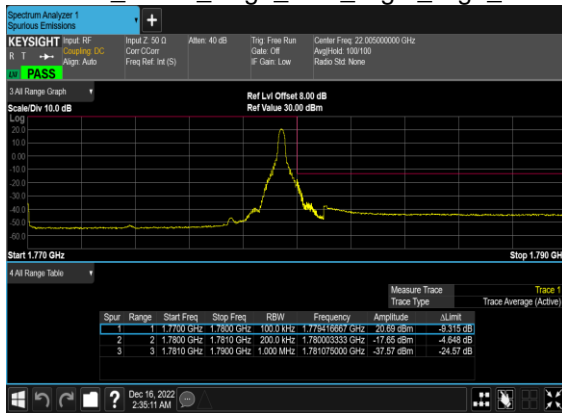 Spectrum Analyzer 1
Spurious Emissions
KEYSIGHT Input: RF Input Z: 50 Ω Atten: 40 dB Trig: Free Run Center Freq: 22.005000000 GHz
R T Coupling: DC Corr CCorr Gate: Off Avg|Hold: 100/100
Align: Auto Freq Ref: Int (S) IF Gain: Low Radio Std: None
PASS
3 All Range Graph
Ref Lvl Offset 8.00 dB
Scale/Div 10.0 dB Ref Value 30.00 dBm
Log
20.0
10.0
0.00
-10.0
-20.0
-30.0
-40.0
-50.0
-60.0
Start 1.770 GHz Stop 1.790 GHz
4 All Range Table
Measure Trace Trace 1
Trace Type Trace Average (Active)
Spur Range Start Freq Stop Freq RBW Frequency Amplitude ΔLimit
1 1 1.7700 GHz 1.7800 GHz 100.0 kHz 1.779416667 GHz 20.69 dBm -9.315 dB
2 2 1.7800 GHz 1.7810 GHz 200.0 kHz 1.780003333 GHz -17.65 dBm -4.648 dB
3 3 1.7810 GHz 1.7900 GHz 1.000 MHz 1.781075000 GHz -37.57 dBm -24.57 dB
? Dec 16, 2022
2:35:11 AM